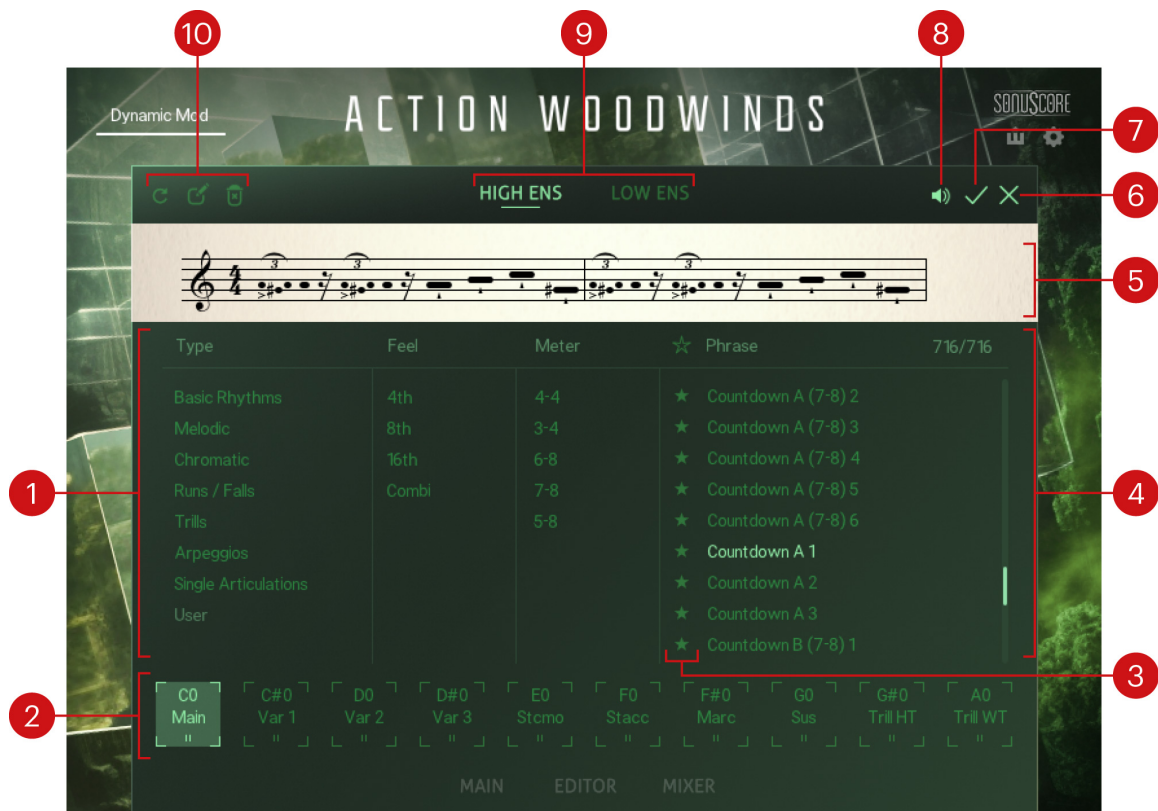 10
9
8
Dynamic Mod
ACTION WOODWINDS
SONUSCORE
7
HIGH ENS
LOW ENS
6
3
3
3
3
4
4
5
Type
Feel
Meter
Phrase
716/716
Basic Rhythms
4th
4-4
Countdown A (7-8) 2
Melodic
8th
3-4
Countdown A (7-8) 3
Chromatic
16th
6-8
Countdown A (7-8) 4
1
Runs / Falls
Combi
7-8
Countdown A (7-8) 5
4
Trills
5-8
Countdown A (7-8) 6
Arpeggios
Countdown A 1
Single Articulations
Countdown A 2
User
Countdown A 3
Countdown B (7-8) 1
3
2
C0
Main
C#0
Var 1
D0
Var 2
D#0
Var 3
E0
Stcmo
F0
Stacc
F#0
Marc
G0
Sus
G#0
Trill HT
A0
Trill WT
MAIN
EDITOR
MIXER